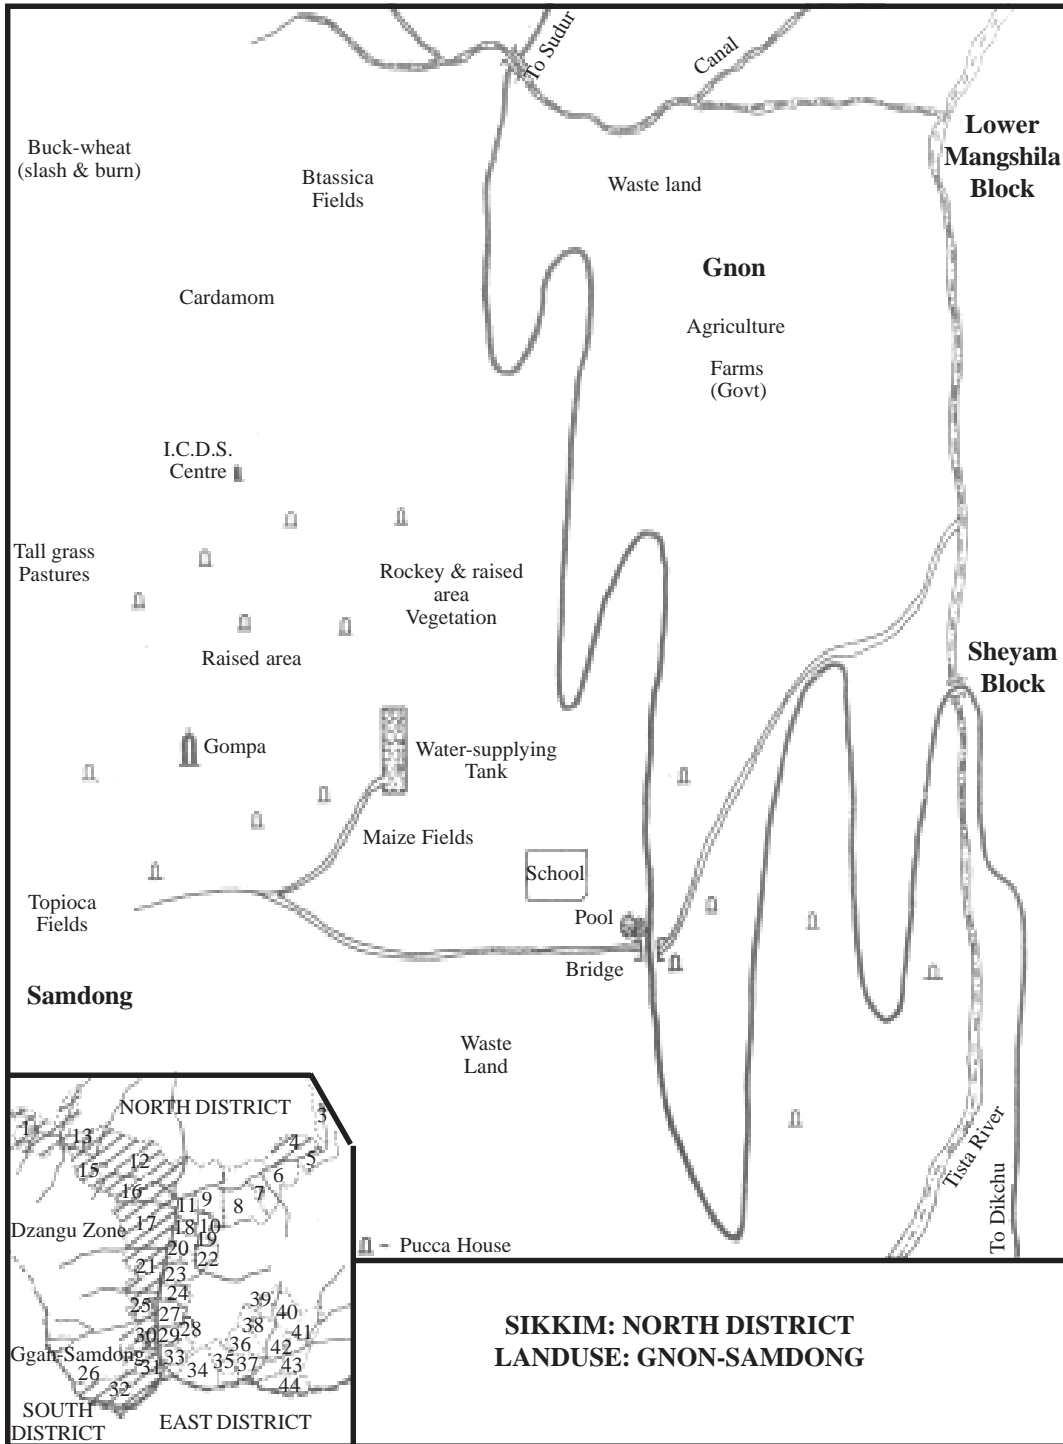 To Sudur
Canal
Lower
Mangshila
Block
Buck-wheat
(slash & burn)
Btassica
Fields
Waste land
Gnon
Cardamom
Agriculture
Farms
(Govt)
I.C.D.S.
Centre
Tall grass
Pastures
Rockey & raised
area
Vegetation
Raised area
Sheyam
Block
Gompa
Water-supplying
Tank
Maize Fields
School
Topioca
Fields
Pool
Bridge
Samdong
Waste
Land
Tista River
To Dikchu
NORTH DISTRICT
3
1
13
4
5
15
12
6
16
7
11
9
8
Dzangu Zone
17
18
10
19
20
22
21
23
24
25
27
39
40
30
29
28
38
41
Ggan-Samdong
36
42
26
31
33
34
35
37
43
32
44
SOUTH
DISTRICT
EAST DISTRICT
– Pucca House
SIKKIM: NORTH DISTRICT
LANDUSE: GNON-SAMDONG